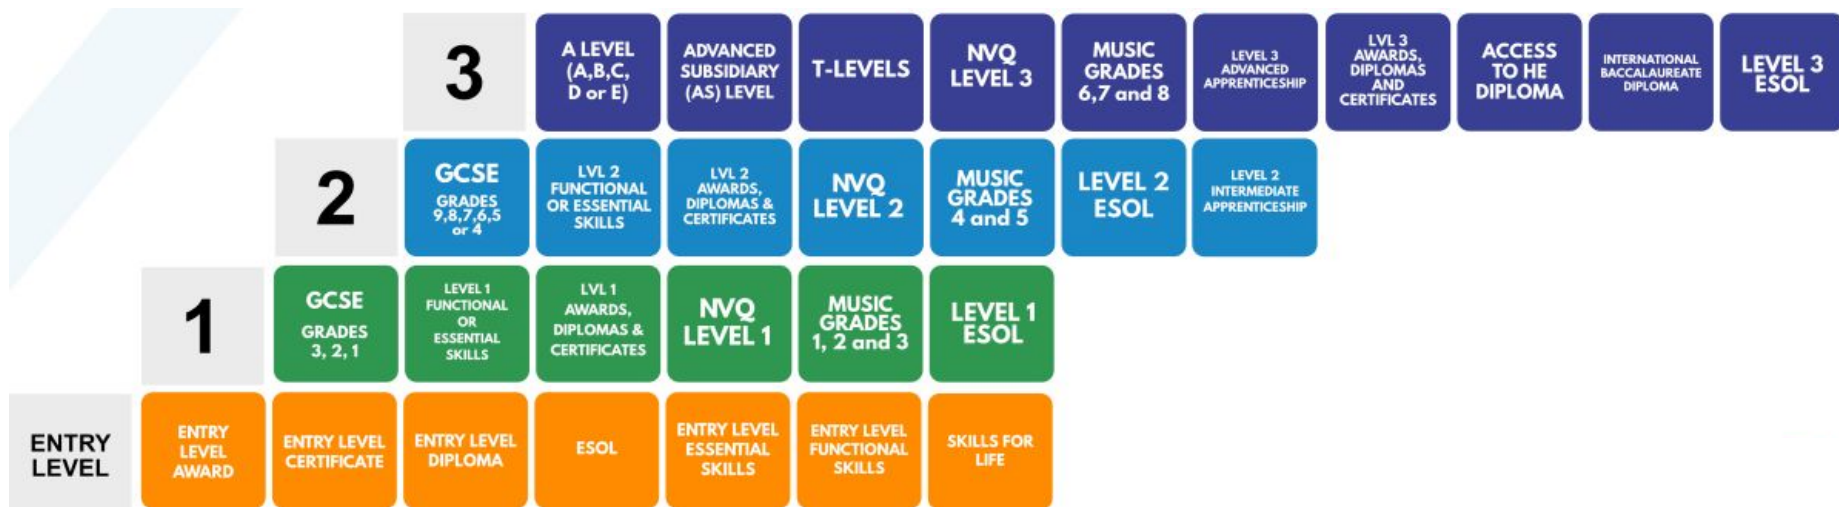 3
A LEVEL
(A,B,C,
D or E)
ADVANCED
SUBSIDIARY
(AS) LEVEL
T-LEVELS
NVQ
LEVEL 3
MUSIC
GRADES
6,7 and 8
LEVEL 3
ADVANCED
APPRENTICESHIP
LVL 3
AWARDS,
DIPLOMAS
AND
CERTIFICATES
ACCESS
TO HE
DIPLOMA
INTERNATIONAL
BACCALAUREATE
DIPLOMA
LEVEL 3
ESOL
2
GCSE
GRADES
9,8,7,6,5
or 4
LVL 2
FUNCTIONAL
OR ESSENTIAL
SKILLS
LVL 2
AWARDS,
DIPLOMAS &
CERTIFICATES
NVQ
LEVEL 2
MUSIC
GRADES
4 and 5
LEVEL 2
ESOL
LEVEL 2
INTERMEDIATE
APPRENTICESHIP
1
GCSE
GRADES
3, 2, 1
LEVEL 1
FUNCTIONAL
OR
ESSENTIAL
SKILLS
LVL 1
AWARDS,
DIPLOMAS &
CERTIFICATES
NVQ
LEVEL 1
MUSIC
GRADES
1, 2 and 3
LEVEL 1
ESOL
ENTRY
LEVEL
ENTRY
LEVEL
AWARD
ENTRY LEVEL
CERTIFICATE
ENTRY LEVEL
DIPLOMA
ESOL
ENTRY LEVEL
ESSENTIAL
SKILLS
ENTRY LEVEL
FUNCTIONAL
SKILLS
SKILLS FOR
LIFE